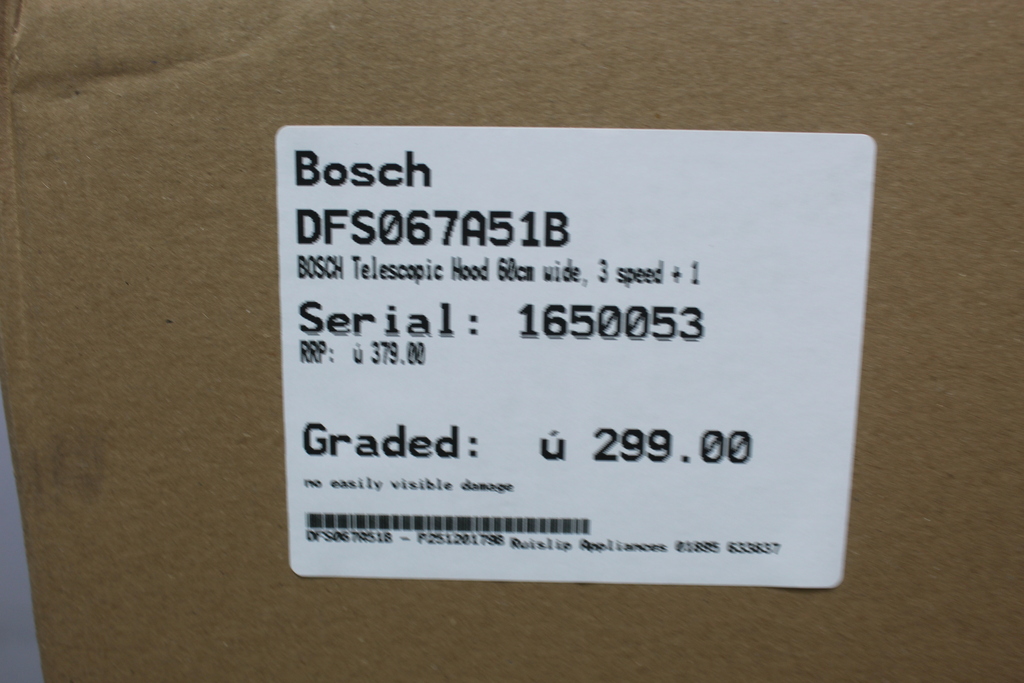 Bosch
DFS067A51B
BOSCH Telescopic Hood 60cm wide, 3 speed + 1
Serial: 1650053
RRP: ú 379.00
Graded: ú 299.00
no easily visible damage
DFS067A51B - P251201798 Ruislip Appliances 01895 633637